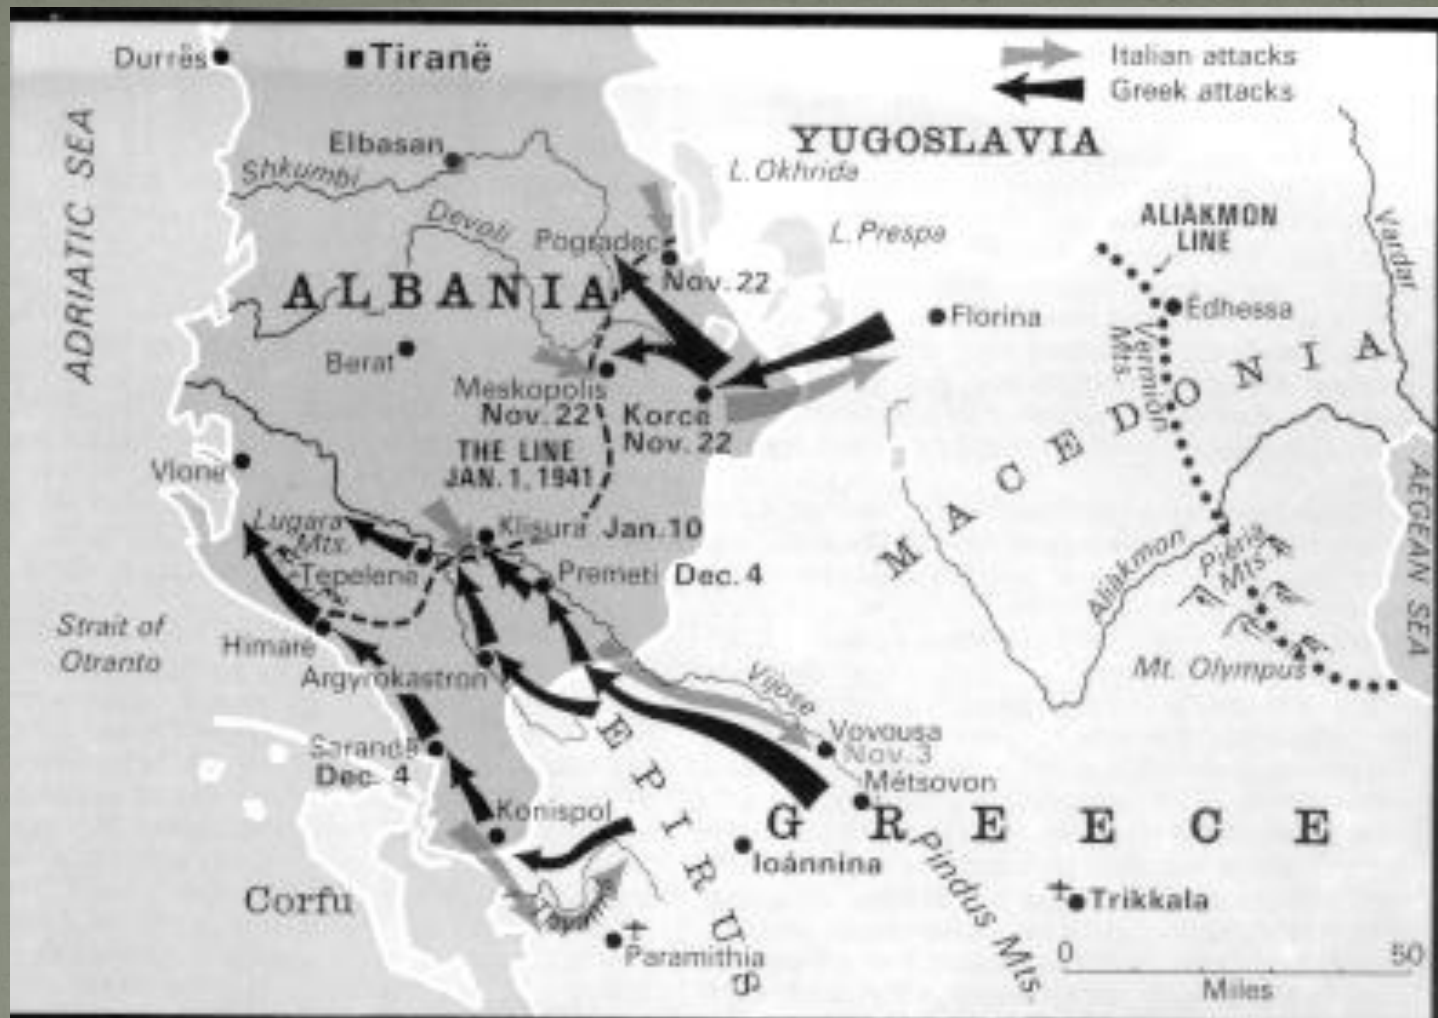 Durrës
Tiranë
Italian attacks
Greek attacks
ADRIATIC SEA
YUGOSLAVIA
Elbasan
Shkumbi
L. Okhrida
Devoli
Pogradec
Nov. 22
L. Prespa
ALIAKMON
LINE
Vardar
ALBANIA
Florina
Édhessa
Vermion
Mts.
Berat
Meskopolis
Nov. 22
Korce
Nov. 22
MACEDONIA
THE LINE
JAN. 1, 1941
Vlone
Lugara
Mts.
Klisura Jan. 10
Tepelena
Premeti Dec. 4
Aliakmon
Pieria
Mts.
AEGEAN SEA
Strait of
Otranto
Himare
Argyrokastron
Mt. Olympus
Vijose
Sarandë
Dec. 4
EPIRUS
Vovousa
Nov. 3
Métsovon
Konispol
GREECE
Ioánnina
Pindus Mts.
Corfu
Trikkala
Paramithia
0 50
Miles